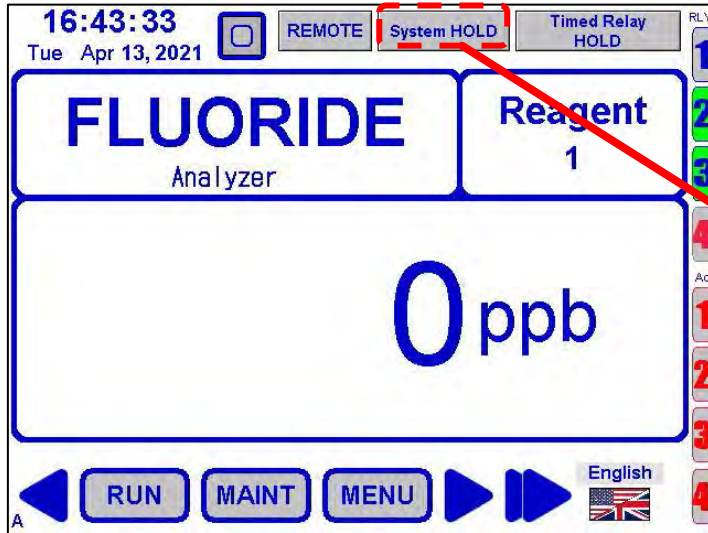 16:43:33
Tue Apr 13, 2021
REMOTE
System HOLD
Timed Relay
HOLD
RLY
1
2
3
4
FLUORIDE
Analyzer
Reagent
1
0 ppb
1
2
3
4
RUN
MAINT
MENU
English
A